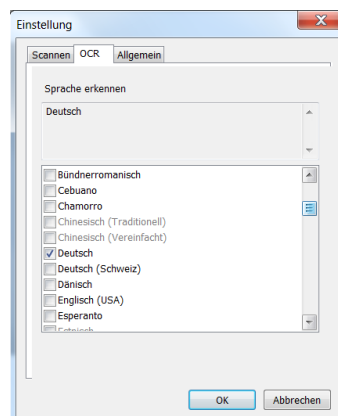 Einstellung
Scannen OCR Allgemein
Sprache erkennen
Deutsch
Bündnerromanisch
Cebuano
Chamorro
Chinesisch (Traditionell)
Chinesisch (Vereinfacht)
Deutsch
Deutsch (Schweiz)
Dänisch
Englisch (USA)
Esperanto
Estnisch
OK Abbrechen